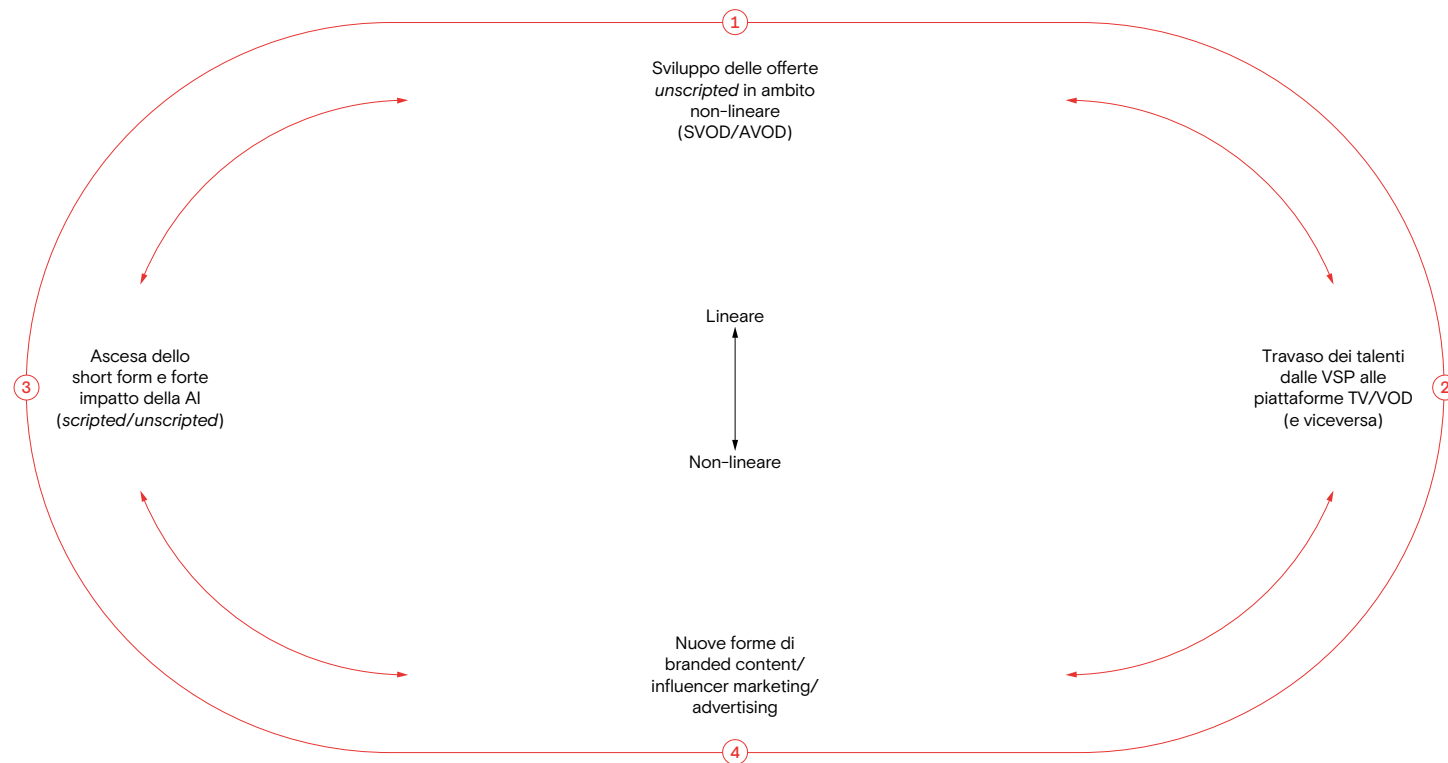 1
Sviluppo delle offerte
unscripted in ambito
non-lineare
(SVOD/AVOD)
Lineare
Non-lineare
Ascesa dello
short form e forte
impatto della AI
(scripted/unscripted)
3
Travaso dei talenti
dalle VSP alle
piattaforme TV/VOD
(e viceversa)
2
Nuove forme di
branded content/
influencer marketing/
advertising
4